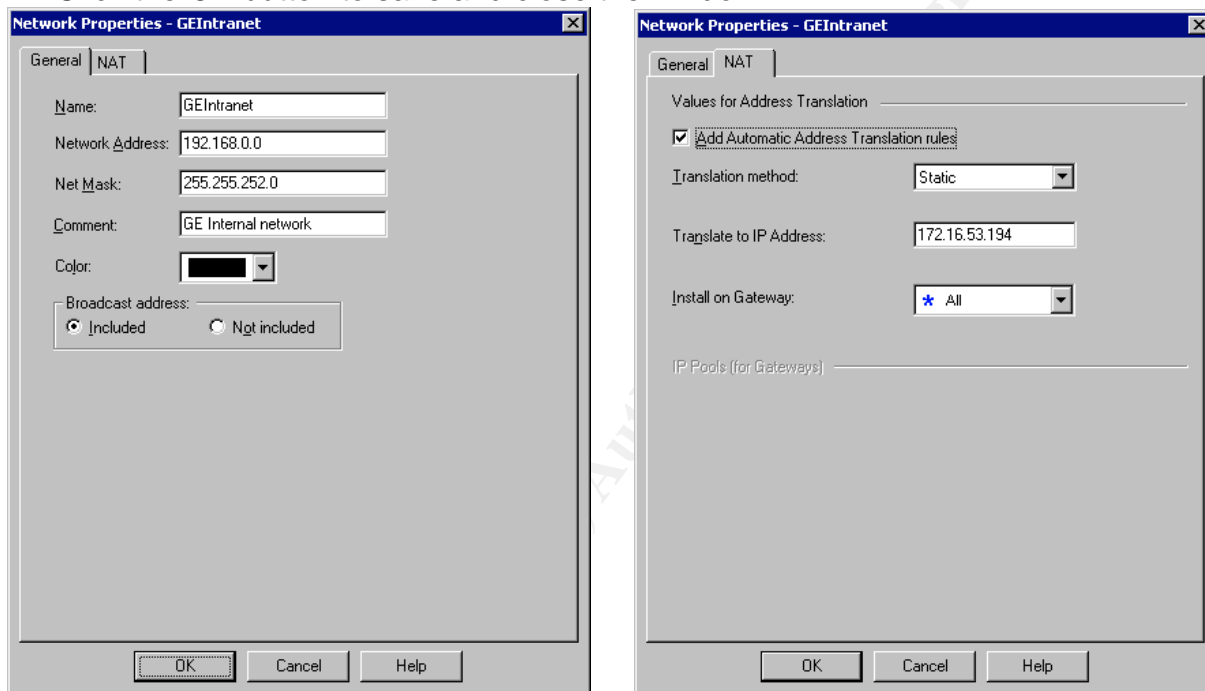 Network Properties - GEIntranet
General NAT
Name: GEIntranet
Network Address: 192.168.0.0
Net Mask: 255.255.252.0
Comment: GE Internal network
Color:
Broadcast address:
Included Not included
OK Cancel Help
Network Properties - GEIntranet
General NAT
Values for Address Translation
Add Automatic Address Translation rules
Translation method: Static
Translate to IP Address: 172.16.53.194
Install on Gateway: * All
IP Pools (for Gateways)
OK Cancel Help